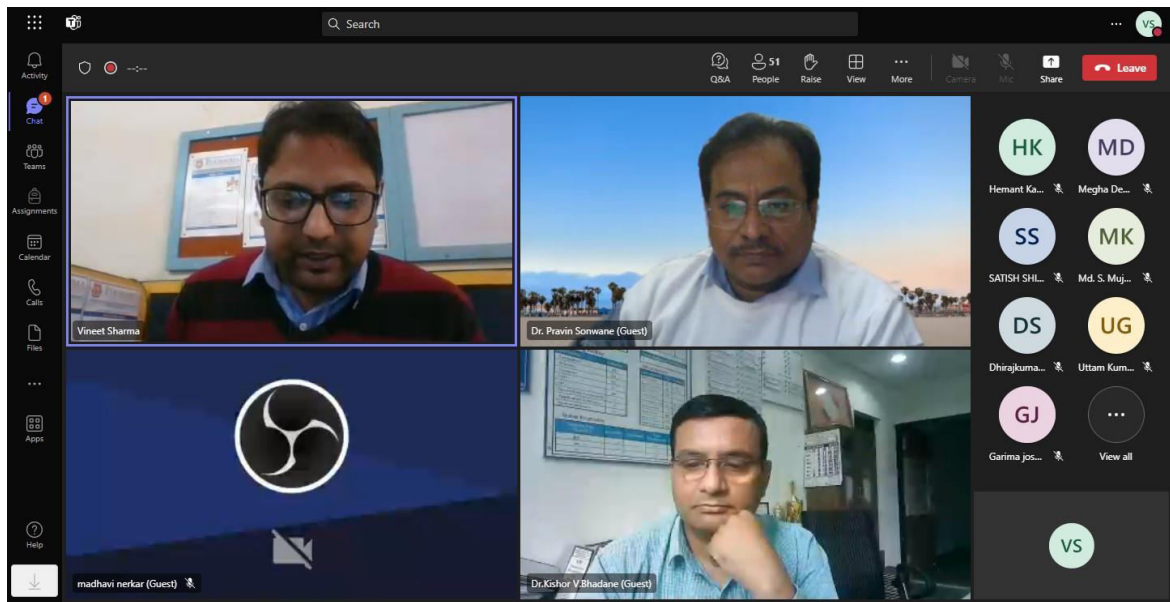 Search
VS
Activity
1
Chat
Teams
Assignments
Calendar
Calls
Files
Apps
Help
--:--
Q&A
51
People
Raise
View
More
Camera
Mic
Share
Leave
Vineet Sharma
Dr. Pravin Sonwane (Guest)
madhavi nerkar (Guest)
Dr.Kishor V.Bhadane (Guest)
HK
Hemant Ka...
MD
Megha De...
SS
SATISH SHI...
MK
Md. S. Muj...
DS
Dhirajkuma...
UG
Uttam Kum...
GJ
Garima jos...
View all
VS